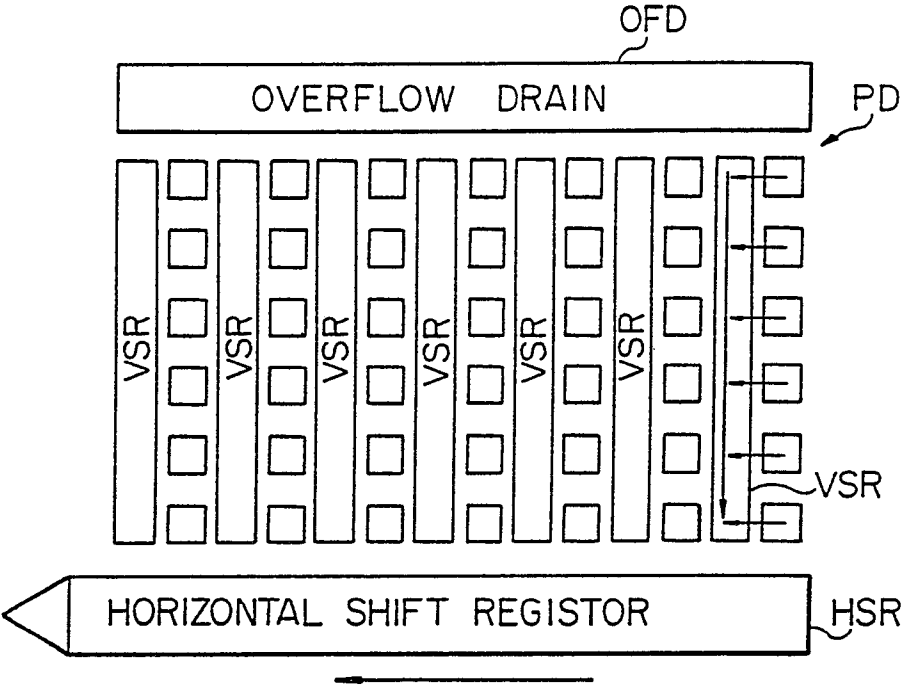 OFD
OVERFLOW DRAIN
PD
VSR
VSR
VSR
VSR
VSR
VSR
VSR
HORIZONTAL SHIFT REGISTOR
HSR